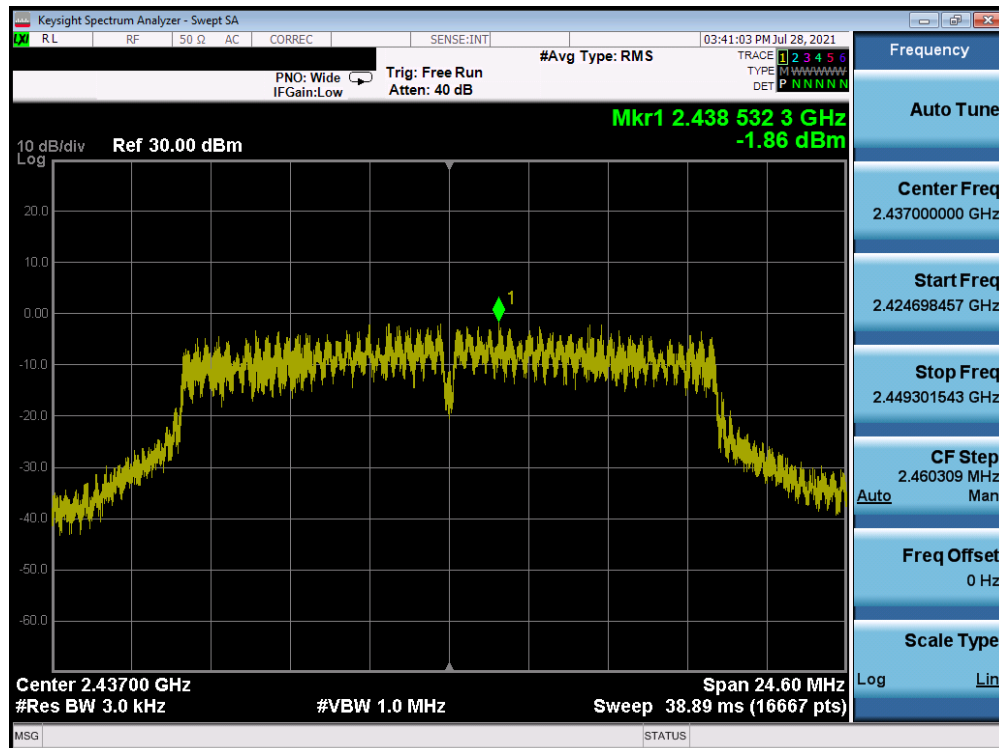 Keysight Spectrum Analyzer - Swept SA
LXI RL RF 50 Ω AC CORREC SENSE:INT 03:41:03 PM Jul 28, 2021
#Avg Type: RMS
TRACE 1 2 3 4 5 6
TYPE M WWWWW
DET P N N N N N
PNO: Wide
IFGain:Low
Trig: Free Run
Atten: 40 dB
Mkr1 2.438 532 3 GHz
-1.86 dBm
10 dB/div
Log
Ref 30.00 dBm
1
20.0
10.0
0.00
-10.0
-20.0
-30.0
-40.0
-50.0
-60.0
Center 2.43700 GHz
Span 24.60 MHz
#Res BW 3.0 kHz
#VBW 1.0 MHz
Sweep 38.89 ms (16667 pts)
MSG
STATUS
Frequency
Auto Tune
Center Freq
2.437000000 GHz
Start Freq
2.424698457 GHz
Stop Freq
2.449301543 GHz
CF Step
2.460309 MHz
Auto Man
Freq Offset
0 Hz
Scale Type
Log Lin